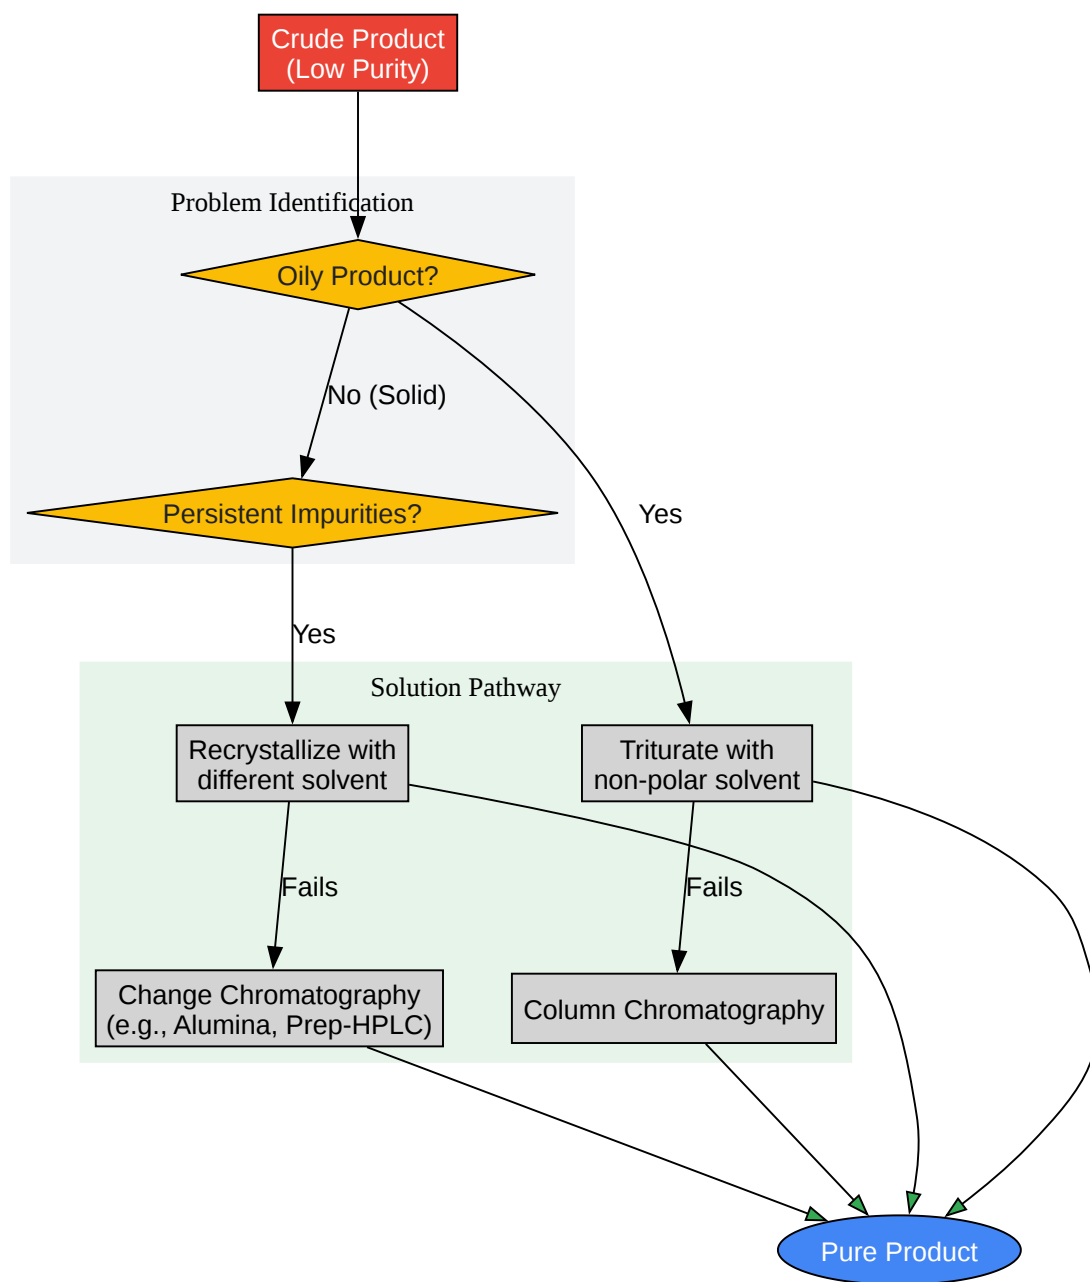 Crude Product
(Low Purity)
Problem Identification
Oily Product?
No (Solid)
Persistent Impurities?
Yes
Yes
Solution Pathway
Recrystallize with
different solvent
Triturate with
non-polar solvent
Fails
Fails
Change Chromatography
(e.g., Alumina, Prep-HPLC)
Column Chromatography
Pure Product